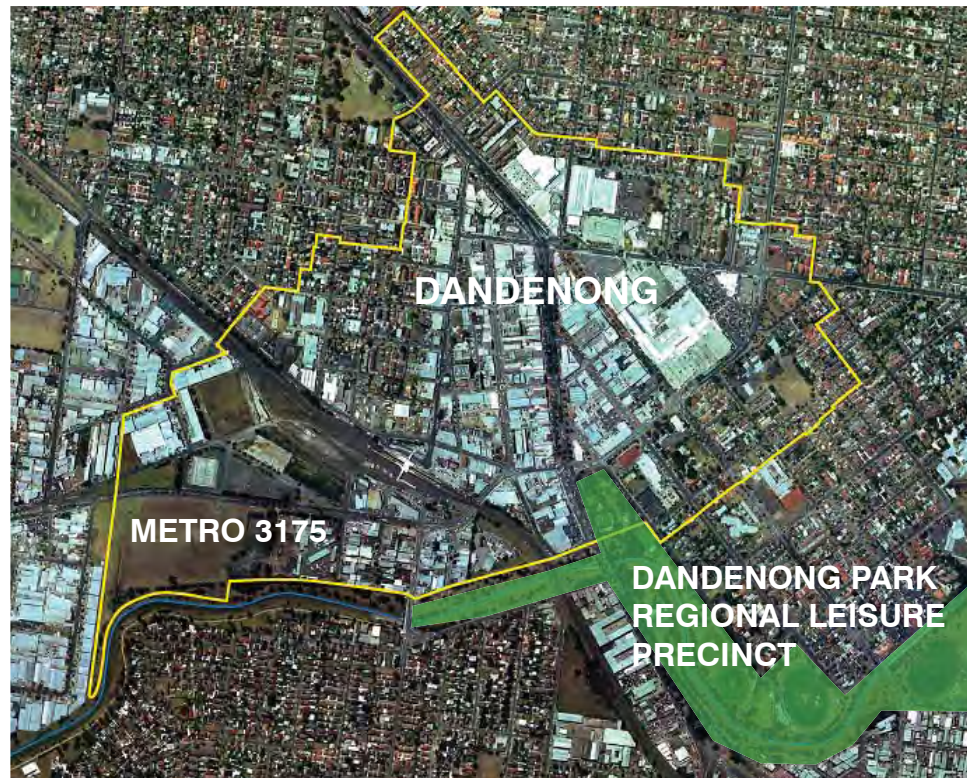 DANDENONG
METRO 3175
DANDENONG PARK
REGIONAL LEISURE
PRECINCT